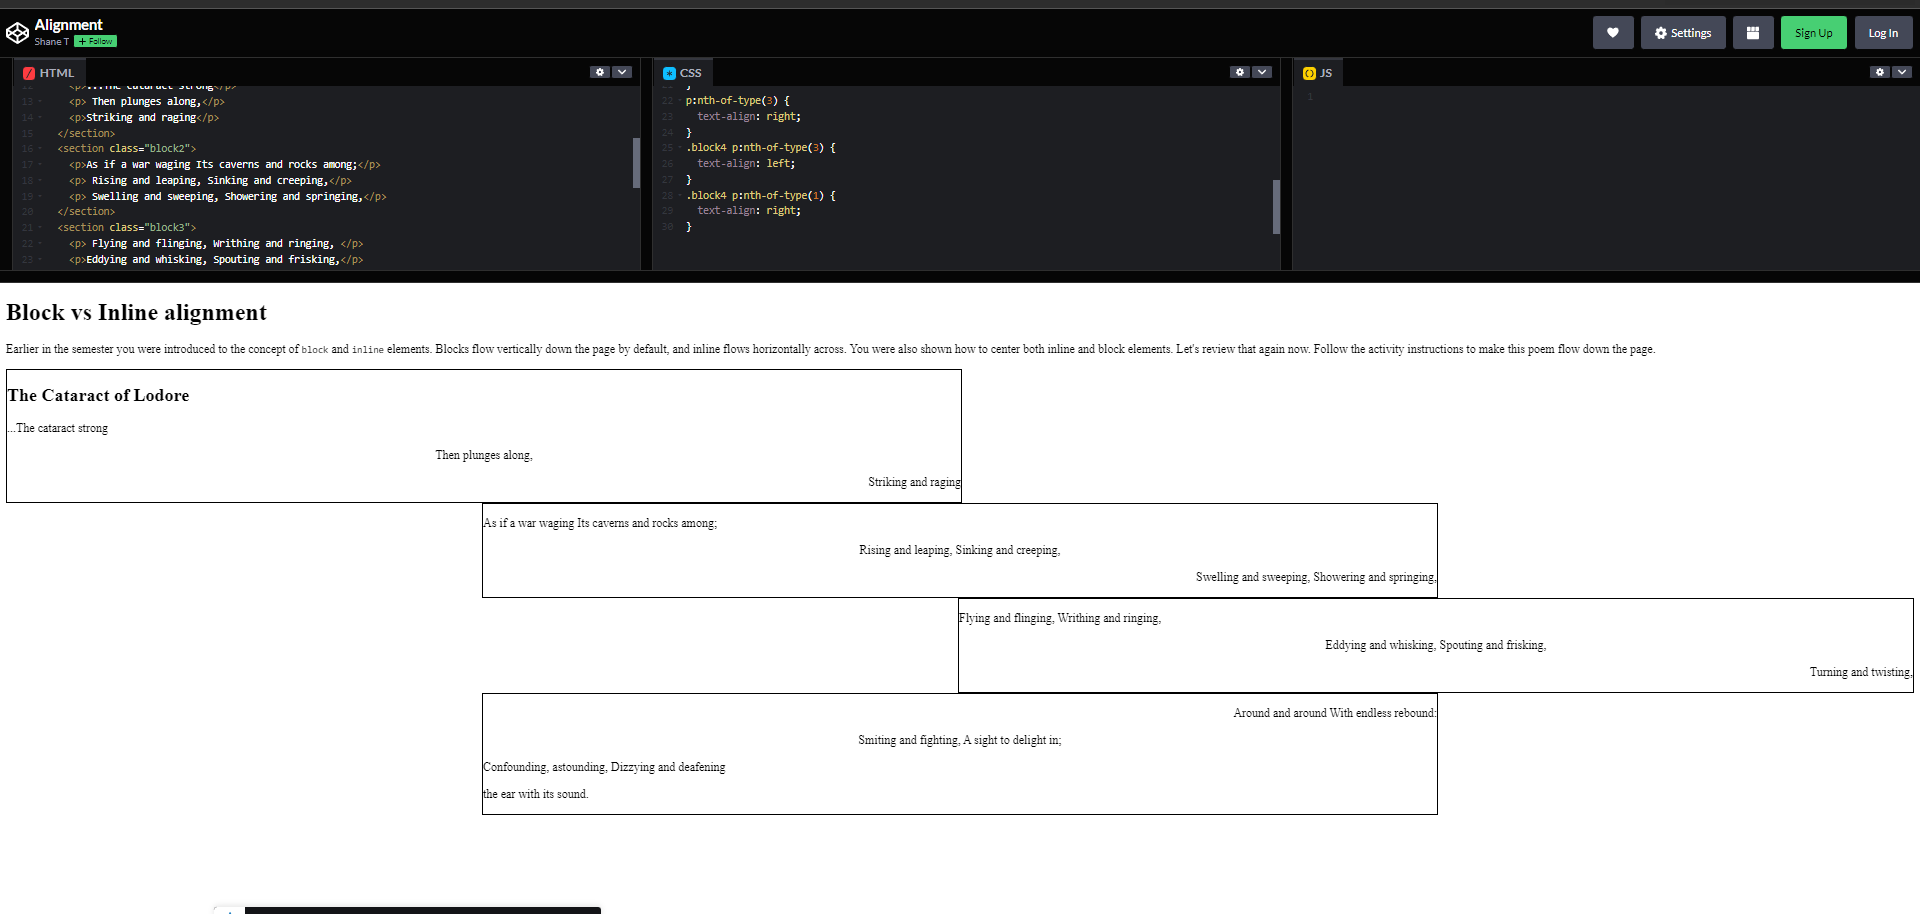 Alignment
Shane T + Follow
Settings
Sign Up
Log In
HTML
12 <p>...The cataract strong</p>
13 <p> Then plunges along,</p>
14 <p>Striking and raging</p>
15 </section>
16 <section class="block2">
17 <p>As if a war waging Its caverns and rocks among;</p>
18 <p> Rising and leaping, Sinking and creeping,</p>
19 <p> Swelling and sweeping, Showering and springing,</p>
20 </section>
21 <section class="block3">
22 <p> Flying and flinging, Writhing and ringing, </p>
23 <p>Eddying and whisking, Spouting and frisking,</p>
CSS
21 }
22 p:nth-of-type(3) {
23 text-align: right;
24 }
25 .block4 p:nth-of-type(3) {
26 text-align: left;
27 }
28 .block4 p:nth-of-type(1) {
29 text-align: right;
30 }
JS
1
Block vs Inline alignment
Earlier in the semester you were introduced to the concept of block and inline elements. Blocks flow vertically down the page by default, and inline flows horizontally across. You were also shown how to center both inline and block elements. Let's review that again now. Follow the activity instructions to make this poem flow down the page.
The Cataract of Lodore
...The cataract strong
Then plunges along,
Striking and raging
As if a war waging Its caverns and rocks among;
Rising and leaping, Sinking and creeping,
Swelling and sweeping, Showering and springing,
Flying and flinging, Writhing and ringing,
Eddying and whisking, Spouting and frisking,
Turning and twisting,
Around and around With endless rebound:
Smiting and fighting, A sight to delight in;
Confounding, astounding, Dizzying and deafening
the ear with its sound.